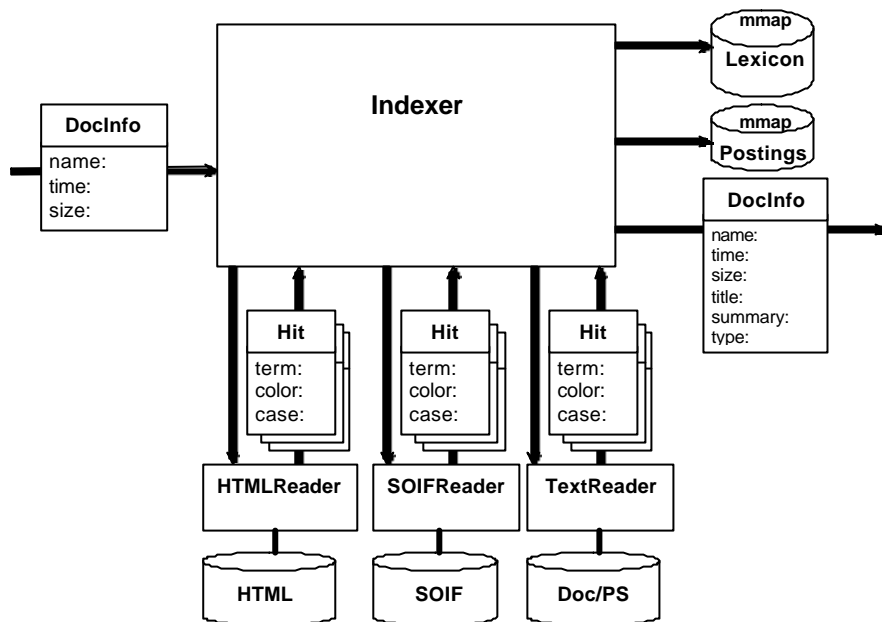 mmap
Lexicon
Indexer
DocInfo
name:
time:
size:
mmap
Postings
DocInfo
name:
time:
size:
title:
summary:
type:
Hit
term:
color:
case:
Hit
term:
color:
case:
Hit
term:
color:
case:
HTMLReader
SOIFReader
TextReader
HTML
SOIF
Doc/PS